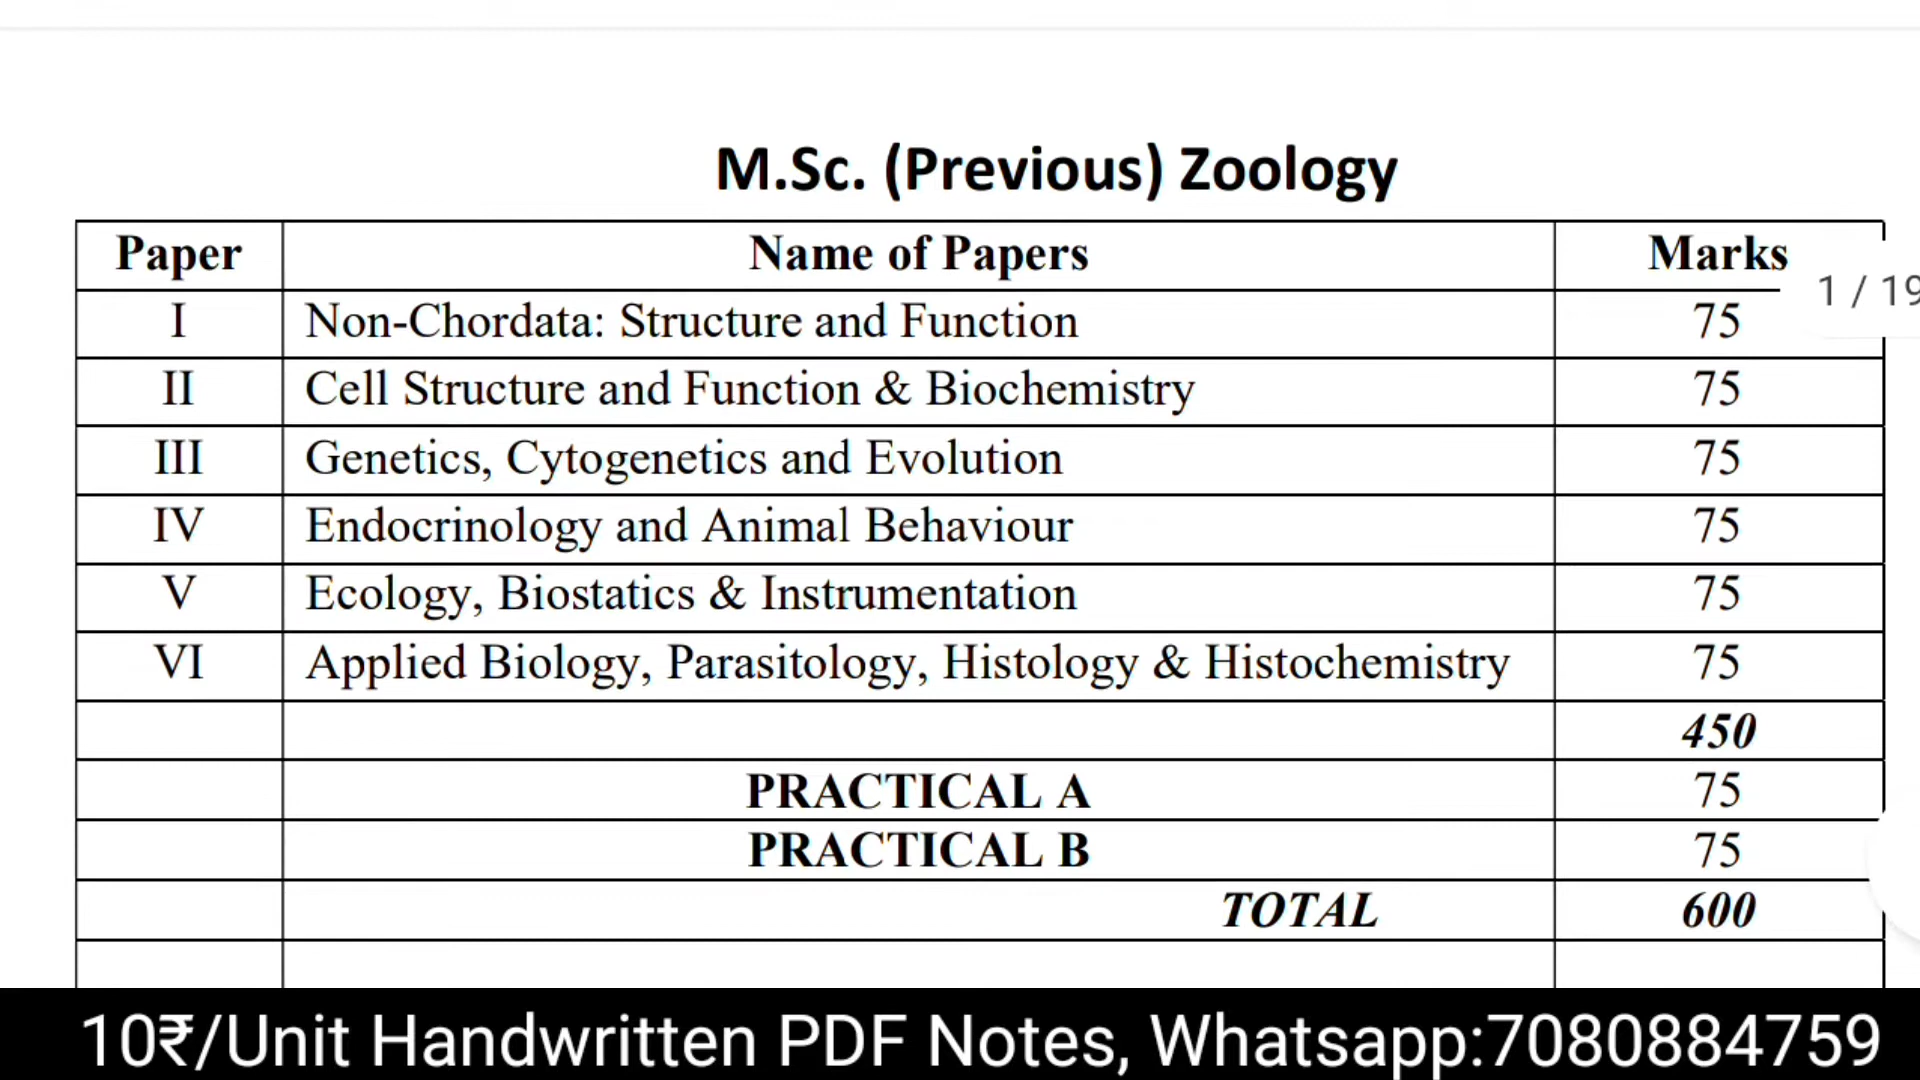 M.Sc. (Previous) Zoology
Paper Name of Papers Marks
1 / 19
I Non-Chordata: Structure and Function 75
II Cell Structure and Function & Biochemistry 75
III Genetics, Cytogenetics and Evolution 75
IV Endocrinology and Animal Behaviour 75
V Ecology, Biostatics & Instrumentation 75
VI Applied Biology, Parasitology, Histology & Histochemistry 75
450
PRACTICAL A 75
PRACTICAL B 75
TOTAL 600
10₹/Unit Handwritten PDF Notes, Whatsapp:7080884759